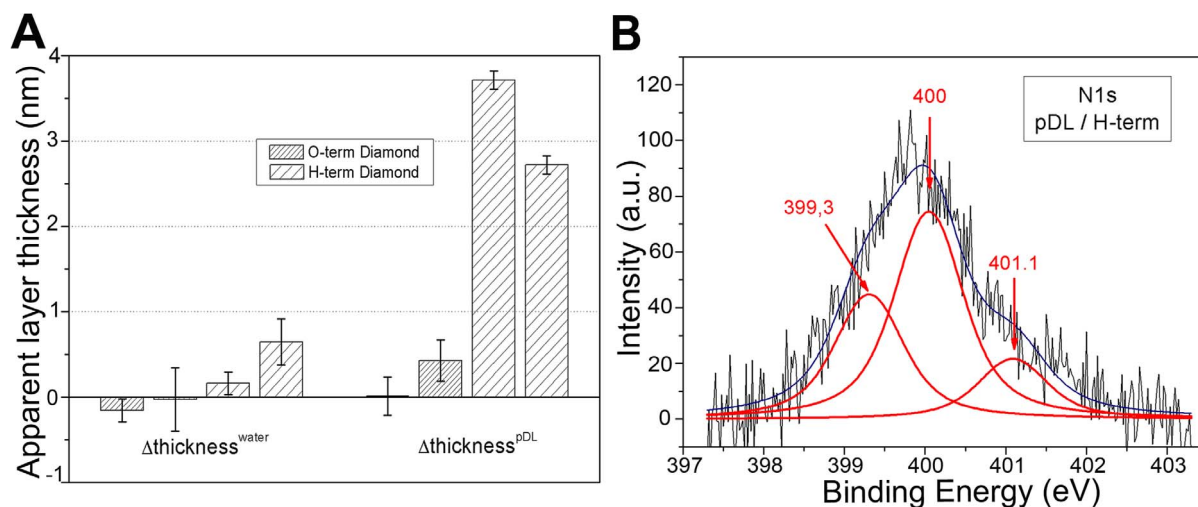 A
Apparent layer thickness (nm)
4
3
2
1
0
-1
O-term Diamond
H-term Diamond
Δthickness^water
Δthickness^pDL
B
Intensity (a.u.)
120
100
80
60
40
20
0
N1s
pDL / H-term
400
399,3
401.1
397 398 399 400 401 402 403
Binding Energy (eV)